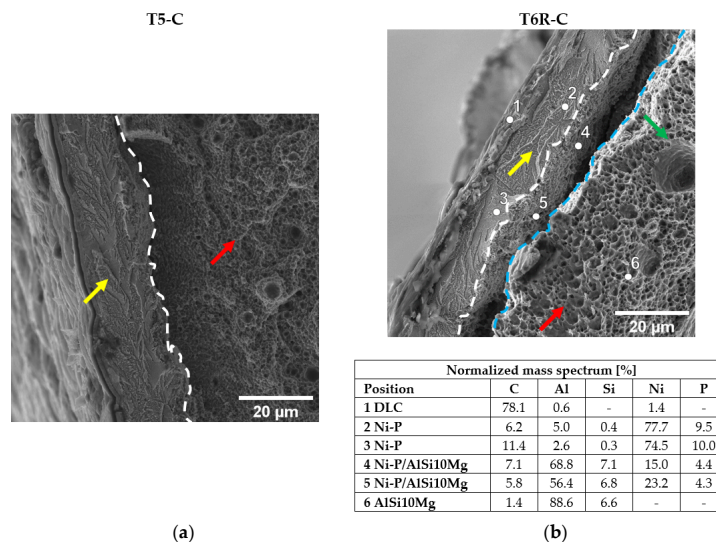 T5-C
T6R-C
1
2
3
4
5
6
20 µm
20 µm
Normalized mass spectrum [%]
Position C Al Si Ni P
1 DLC 78.1 0.6 - 1.4 -
2 Ni-P 6.2 5.0 0.4 77.7 9.5
3 Ni-P 11.4 2.6 0.3 74.5 10.0
4 Ni-P/AlSi10Mg 7.1 68.8 7.1 15.0 4.4
5 Ni-P/AlSi10Mg 5.8 56.4 6.8 23.2 4.3
6 AlSi10Mg 1.4 88.6 6.6 - -
(a)
(b)